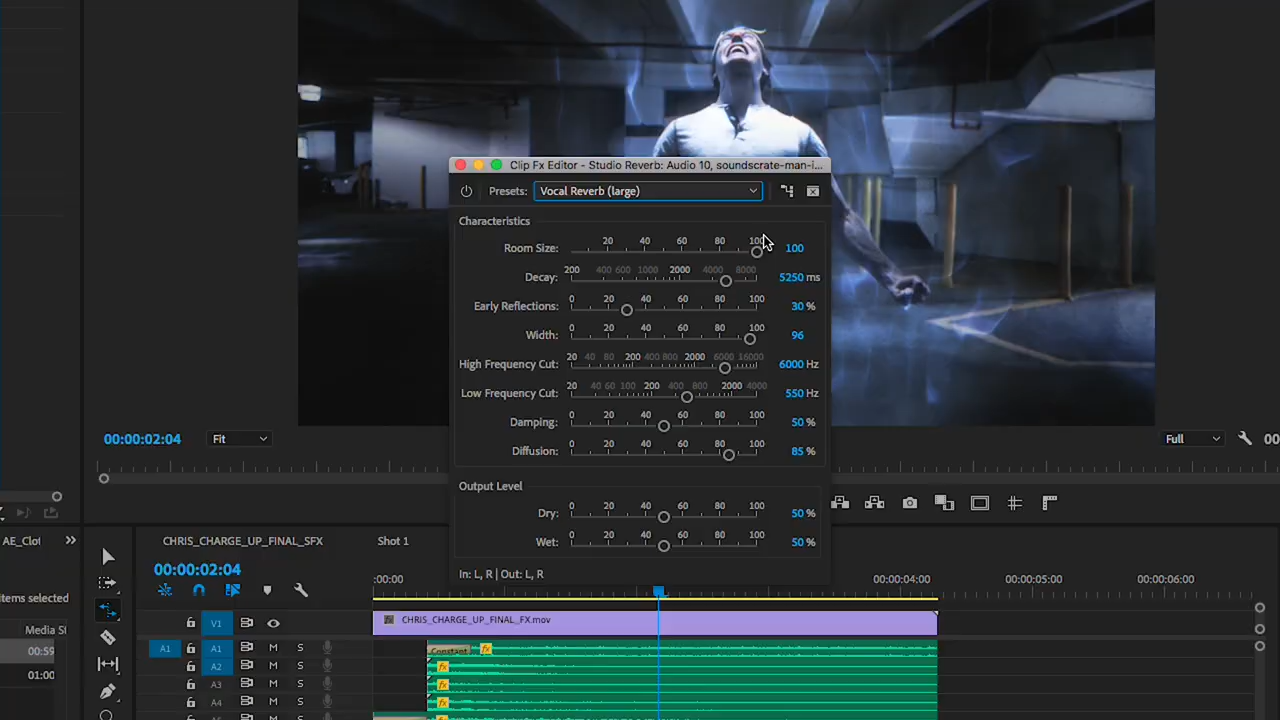 Clip Fx Editor - Studio Reverb: Audio 10, soundscrate-man-i...
Presets: Vocal Reverb (large)
Characteristics
20 40 60 80 100
Room Size: 100
200 400 600 1000 2000 4000 8000
Decay: 5250 ms
0 20 40 60 80 100
Early Reflections: 30 %
0 20 40 60 80 100
Width: 96
20 40 80 200 400 800 2000 6000 16000
High Frequency Cut: 6000 Hz
20 40 60 100 200 400 800 2000 4000
Low Frequency Cut: 550 Hz
0 20 40 60 80 100
Damping: 50 %
0 20 40 60 80 100
Diffusion: 85 %
00:00:02:04 Fit Full 00
Output Level
0 20 40 60 80 100
Dry: 50 %
0 20 40 60 80 100
Wet: 50 %
In: L, R | Out: L, R
AE_Clot CHRIS_CHARGE_UP_FINAL_SFX Shot 1
00:00:02:04
:00:00 00:00:04:00 00:00:05:00 00:00:06:00
items selected
V1 CHRIS_CHARGE_UP_FINAL_FX.mov
Media St
A1 A1 M S Constant fx
00:59
A2 M S fx
01:00
A3 M S fx
A4 M S fx